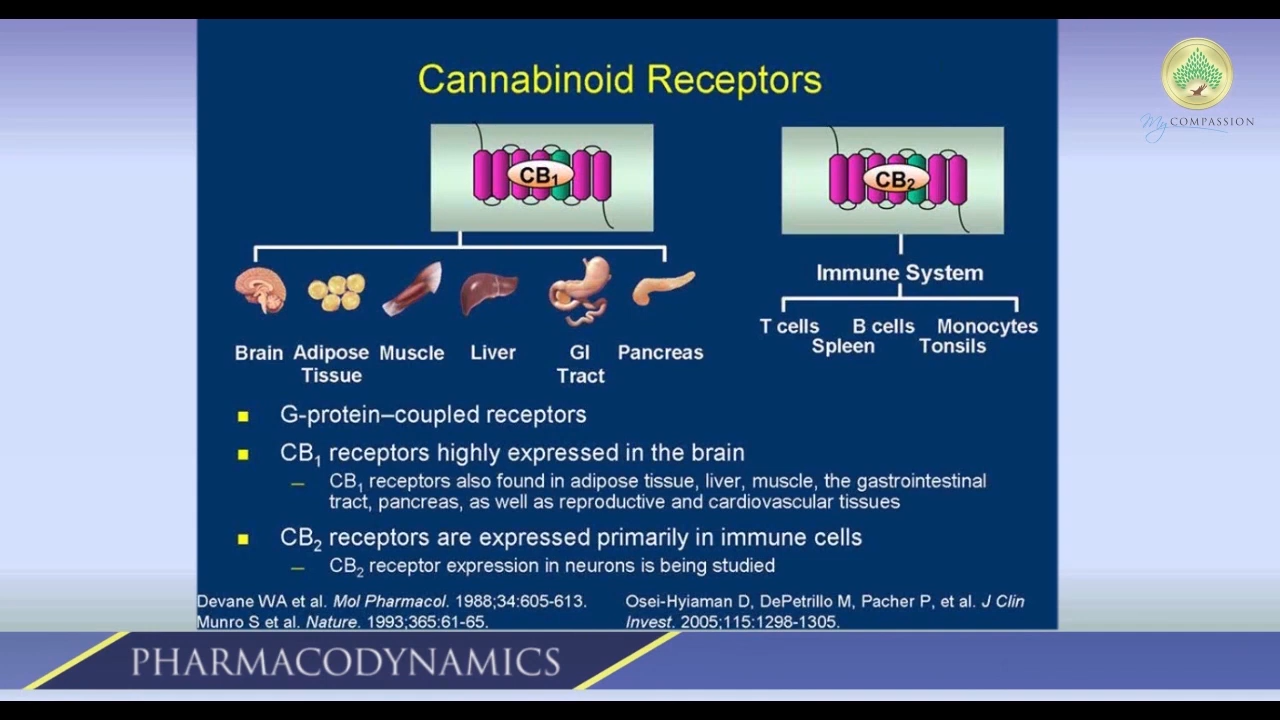 Cannabinoid Receptors
My COMPASSION
CB₁
CB₂
Immune System
T cells B cells Monocytes
Spleen Tonsils
Brain Adipose Muscle Liver GI Pancreas
Tissue Tract
G-protein–coupled receptors
CB₁ receptors highly expressed in the brain
– CB₁ receptors also found in adipose tissue, liver, muscle, the gastrointestinal
tract, pancreas, as well as reproductive and cardiovascular tissues
CB₂ receptors are expressed primarily in immune cells
– CB₂ receptor expression in neurons is being studied
Devane WA et al. Mol Pharmacol. 1988;34:605-613.
Munro S et al. Nature. 1993;365:61-65.
Osei-Hyiaman D, DePetrillo M, Pacher P, et al. J Clin
Invest. 2005;115:1298-1305.
PHARMACODYNAMICS